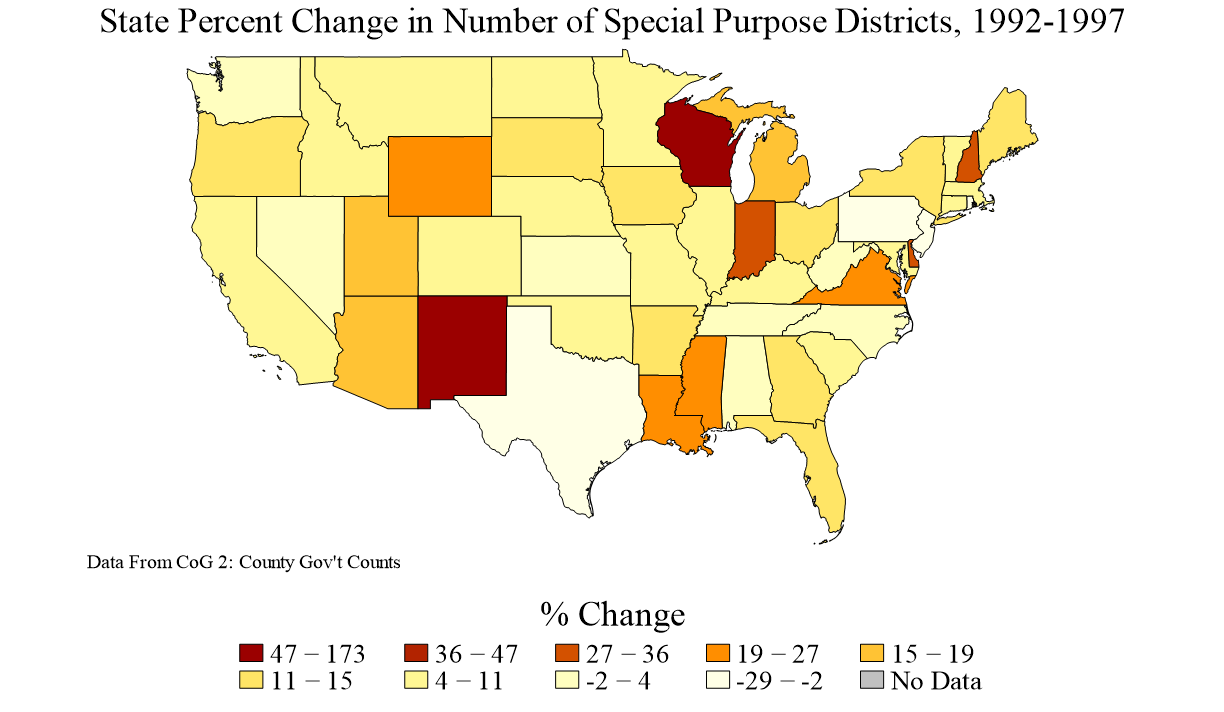 State Percent Change in Number of Special Purpose Districts, 1992-1997
Data From CoG 2: County Gov't Counts
% Change
47 – 173 36 – 47 27 – 36 19 – 27 15 – 19
11 – 15 4 – 11 -2 – 4 -29 – -2 No Data